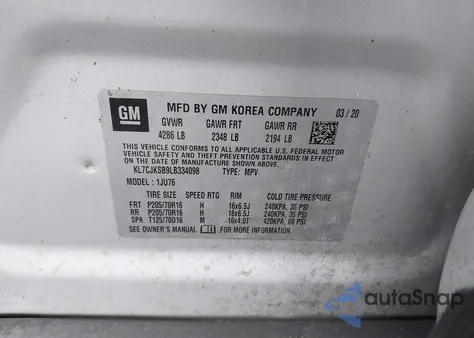 GM
MFD BY GM KOREA COMPANY 03/20
GVWR GAWR FRT GAWR RR
4286 LB 2348 LB 2194 LB
THIS VEHICLE CONFORMS TO ALL APPLICABLE U.S. FEDERAL MOTOR
VEHICLE SAFETY, BUMPER, AND THEFT PREVENTION STANDARDS IN
EFFECT ON THE DATE OF MANUFACTURE SHOWN ABOVE.
KL7CJKSB9LB334098 TYPE: MPV
MODEL: 1JU76
TIRE SIZE SPEED RTG RIM COLD TIRE PRESSURE
FRT P205/70R16 H 16x6.5J 240KPA, 35 PSI
RR P205/70R16 H 16x6.5J 240KPA, 35 PSI
SPA T125/70D16 M 16x4.0T 420KPA, 60 PSI
SEE OWNER'S MANUAL FOR MORE INFORMATION
autoSnap